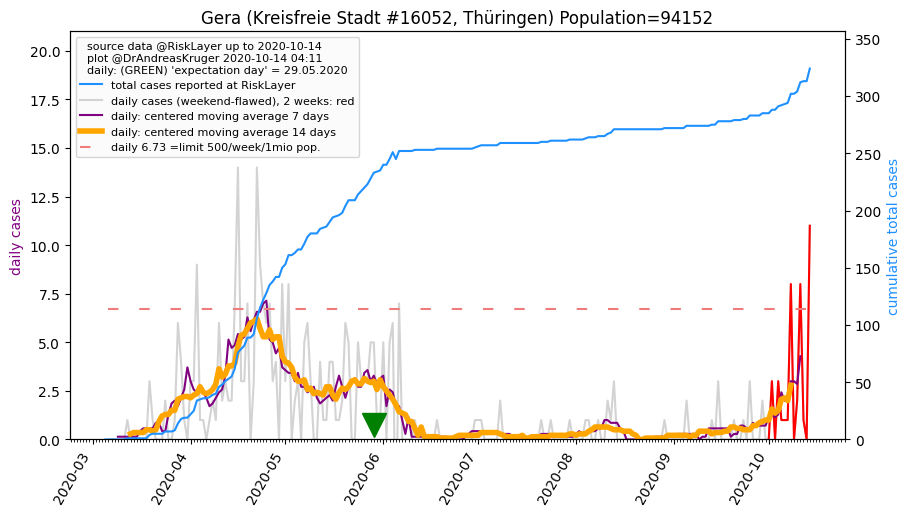 Gera (Kreisfreie Stadt #16052, Thüringen) Population=94152
source data @RiskLayer up to 2020-10-14
plot @DrAndreasKruger 2020-10-14 04:11
daily: (GREEN) 'expectation day' = 29.05.2020
total cases reported at RiskLayer
daily cases (weekend-flawed), 2 weeks: red
daily: centered moving average 7 days
daily: centered moving average 14 days
daily 6.73 =limit 500/week/1mio pop.
daily cases
20.0
17.5
15.0
12.5
10.0
7.5
5.0
2.5
0.0
cumulative total cases
350
300
250
200
150
100
50
0
2020-03
2020-04
2020-05
2020-06
2020-07
2020-08
2020-09
2020-10